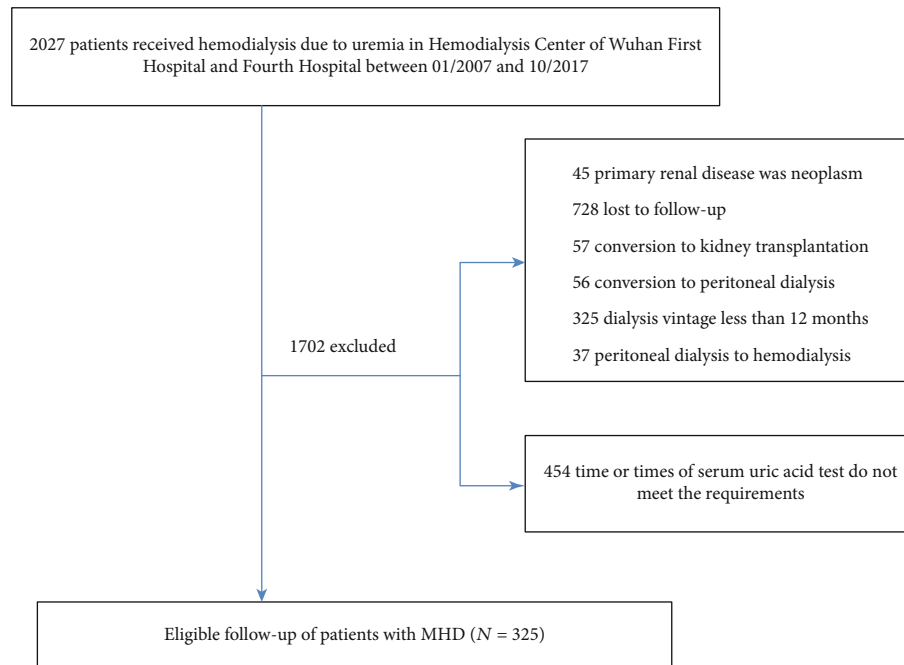 2027 patients received hemodialysis due to uremia in Hemodialysis Center of Wuhan First
Hospital and Fourth Hospital between 01/2007 and 10/2017
45 primary renal disease was neoplasm
728 lost to follow-up
57 conversion to kidney transplantation
56 conversion to peritoneal dialysis
325 dialysis vintage less than 12 months
37 peritoneal dialysis to hemodialysis
1702 excluded
454 time or times of serum uric acid test do not
meet the requirements
Eligible follow-up of patients with MHD (N = 325)